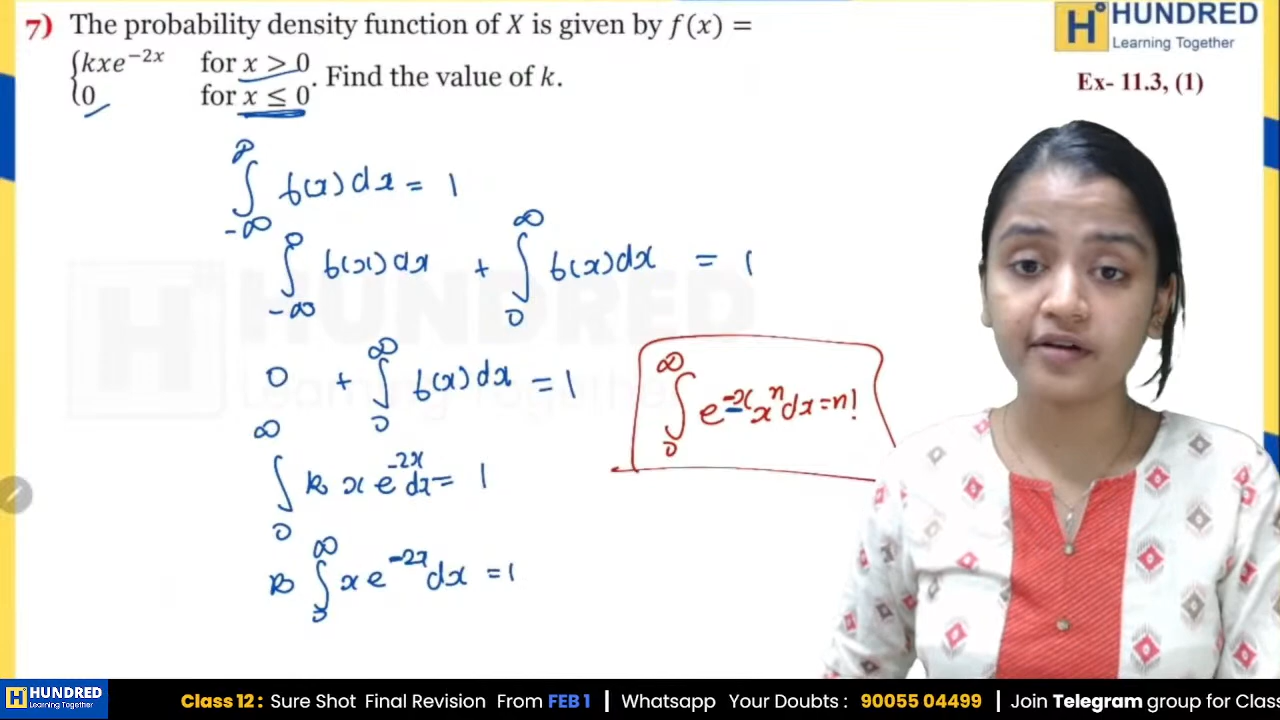 7) The probability density function of X is given by f(x) =
{kxe⁻²ˣ for x > 0
{0 for x ≤ 0 . Find the value of k.
H HUNDRED
Learning Together
Ex- 11.3, (1)
∫_{-∞}^{∞} f(x) dx = 1
∫_{-∞}^{0} f(x) dx + ∫_{0}^{∞} f(x) dx = 1
0 + ∫_{0}^{∞} f(x) dx = 1
∫_{0}^{∞} e^{-x} x^{n} dx = n!
∫_{0}^{∞} k x e^{-2x} dx = 1
k ∫_{0}^{∞} x e^{-2x} dx = 1
HUNDRED
Learning Together
H HUNDRED
Learning Together
Class 12 : Sure Shot Final Revision From FEB 1 | Whatsapp Your Doubts : 90055 04499 | Join Telegram group for Class